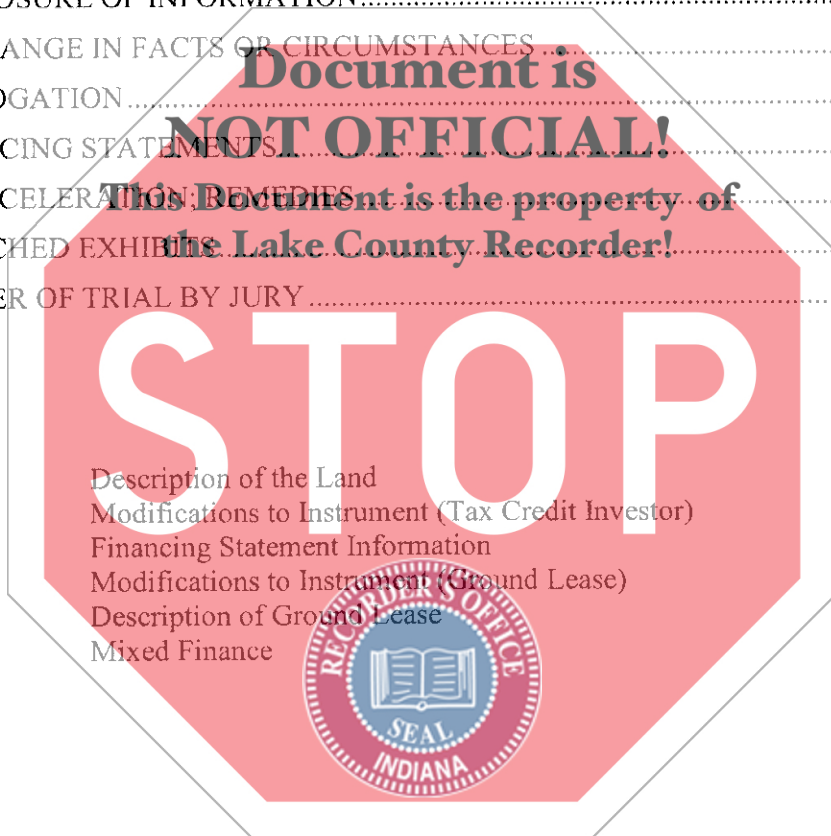 OSURE OF INFORMATION
ANGE IN FACTS OR CIRCUMSTANCES
Document is
OGATION
NOT OFFICIAL!
CING STATEMENTS
This Document is the property of
CELERATION; REMEDIES
the Lake County Recorder!
CHED EXHIBITS
ER OF TRIAL BY JURY
STOP
Description of the Land
Modifications to Instrument (Tax Credit Investor)
Financing Statement Information
Modifications to Instrument (Ground Lease)
Description of Ground Lease
Mixed Finance
RECORDER'S OFFICE
SEAL
INDIANA